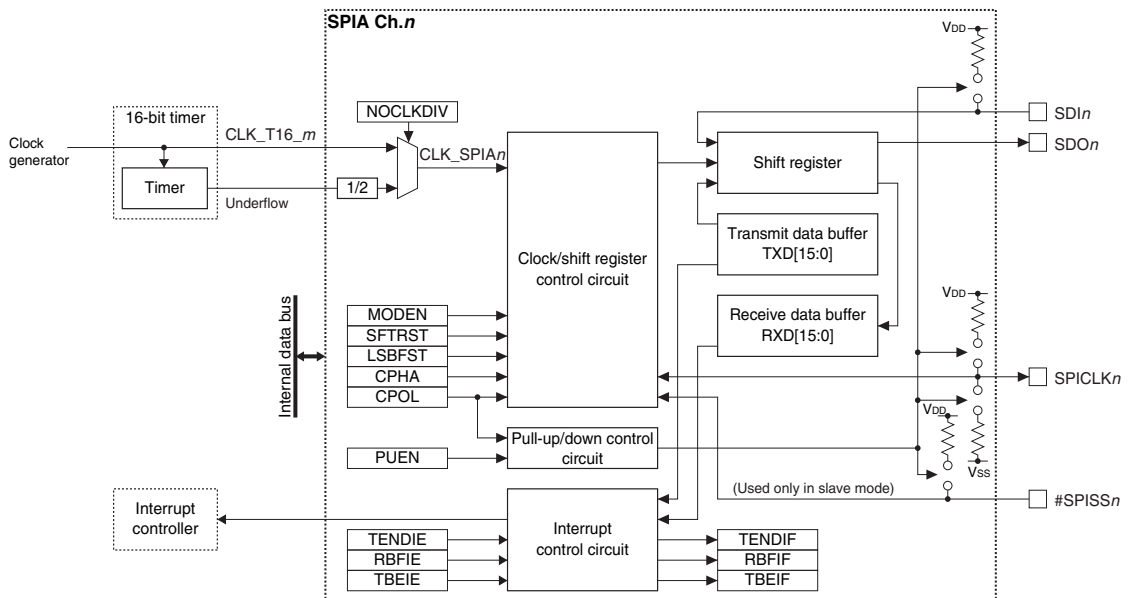 SPIA Ch.n
VDD
16-bit timer
NOCLKDIV
SDIn
Clock
generator
CLK_T16_m
CLK_SPIAn
SDOn
Shift register
Timer
1/2
Underflow
Transmit data buffer
TXD[15:0]
Clock/shift register
control circuit
VDD
Receive data buffer
RXD[15:0]
Internal data bus
MODEN
SFTRST
LSBFST
CPHA
CPOL
SPICLKn
VDD
Pull-up/down control
circuit
PUEN
VSS
(Used only in slave mode)
#SPISSn
Interrupt
controller
Interrupt
control circuit
TENDIE
RBFIE
TBEIE
TENDIF
RBFIF
TBEIF